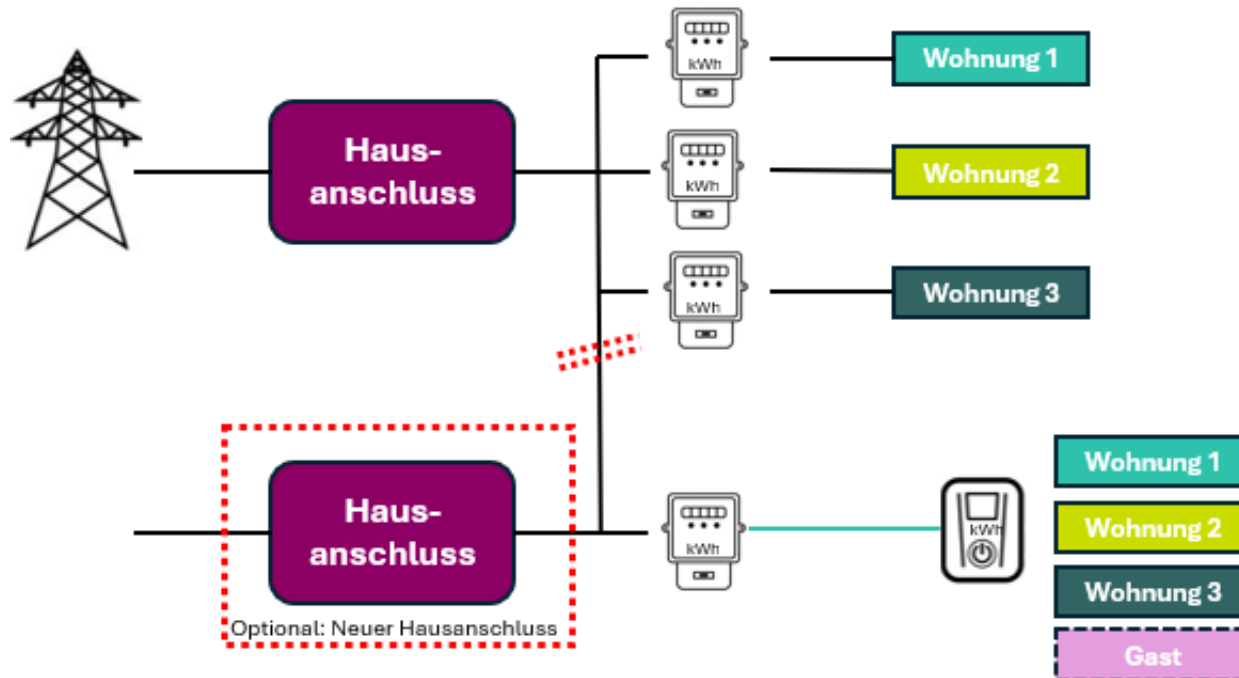 kWh
Wohnung 1
Haus-
anschluss
kWh
Wohnung 2
kWh
Wohnung 3
Haus-
anschluss
Optional: Neuer Hausanschluss
kWh
kWh
Wohnung 1
Wohnung 2
Wohnung 3
Gast